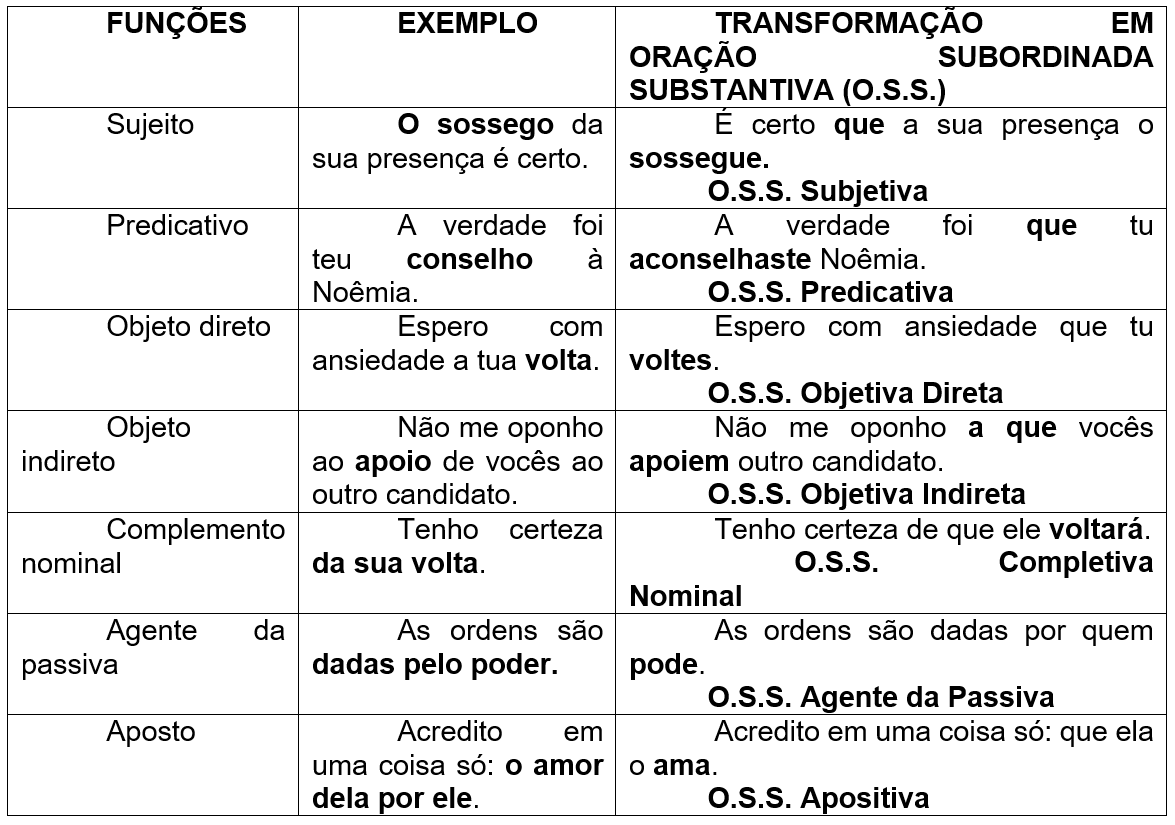 FUNÇÕES
EXEMPLO
TRANSFORMAÇÃO EM
ORAÇÃO SUBORDINADA
SUBSTANTIVA (O.S.S.)
Sujeito
O sossego da
sua presença é certo.
É certo que a sua presença o
sossegue.
O.S.S. Subjetiva
Predicativo
A verdade foi
teu conselho à
Noêmia.
A verdade foi que tu
aconselhaste Noêmia.
O.S.S. Predicativa
Objeto direto
Espero com
ansiedade a tua volta.
Espero com ansiedade que tu
voltes.
O.S.S. Objetiva Direta
Objeto
indireto
Não me oponho
ao apoio de vocês ao
outro candidato.
Não me oponho a que vocês
apoiem outro candidato.
O.S.S. Objetiva Indireta
Complemento
nominal
Tenho certeza
da sua volta.
Tenho certeza de que ele voltará.
O.S.S. Completiva
Nominal
Agente da
passiva
As ordens são
dadas pelo poder.
As ordens são dadas por quem
pode.
O.S.S. Agente da Passiva
Aposto
Acredito em
uma coisa só: o amor
dela por ele.
Acredito em uma coisa só: que ela
o ama.
O.S.S. Apositiva